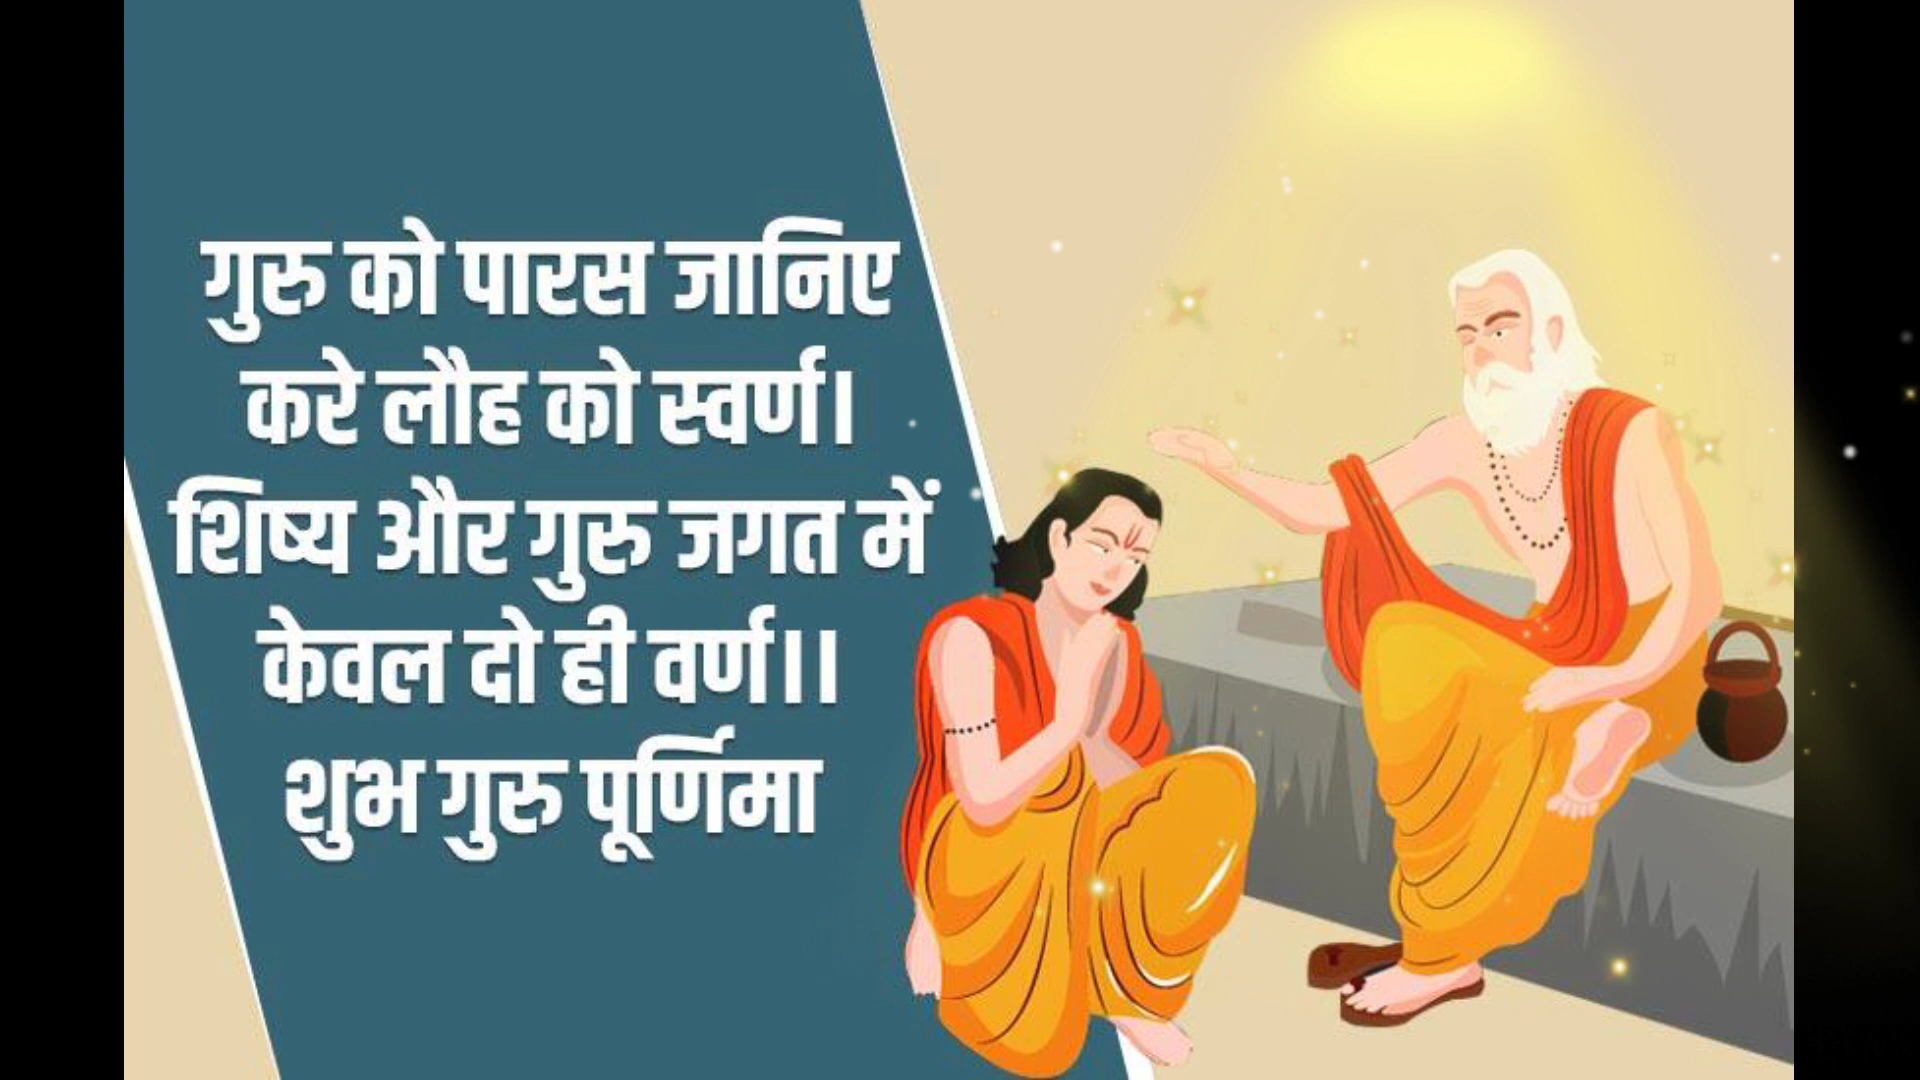 गुरु को पारस जानिए
करे लौह को स्वर्ण।
शिष्य और गुरु जगत में
केवल दो ही वर्ण।।
शुभ गुरु पूर्णिमा